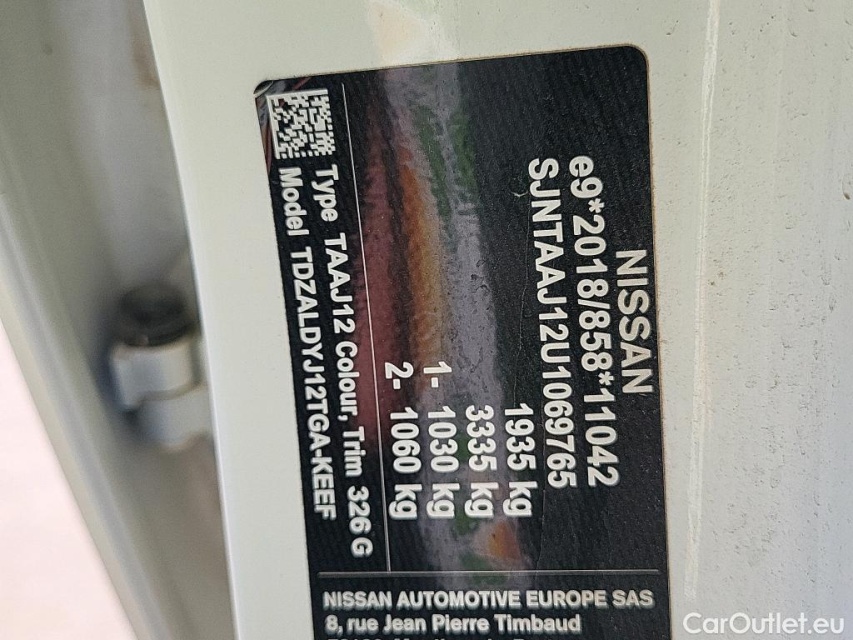 NISSAN
e9*2018/858*11042
SJNTAAJ12U1069765
1935 kg
3335 kg
1- 1030 kg
2- 1060 kg
Type TAAJ12 Colour, Trim 326 G
Model TDZALDYJ12TGA-KEEF
NISSAN AUTOMOTIVE EUROPE SAS
8, rue Jean Pierre Timbaud
CarOutlet.eu